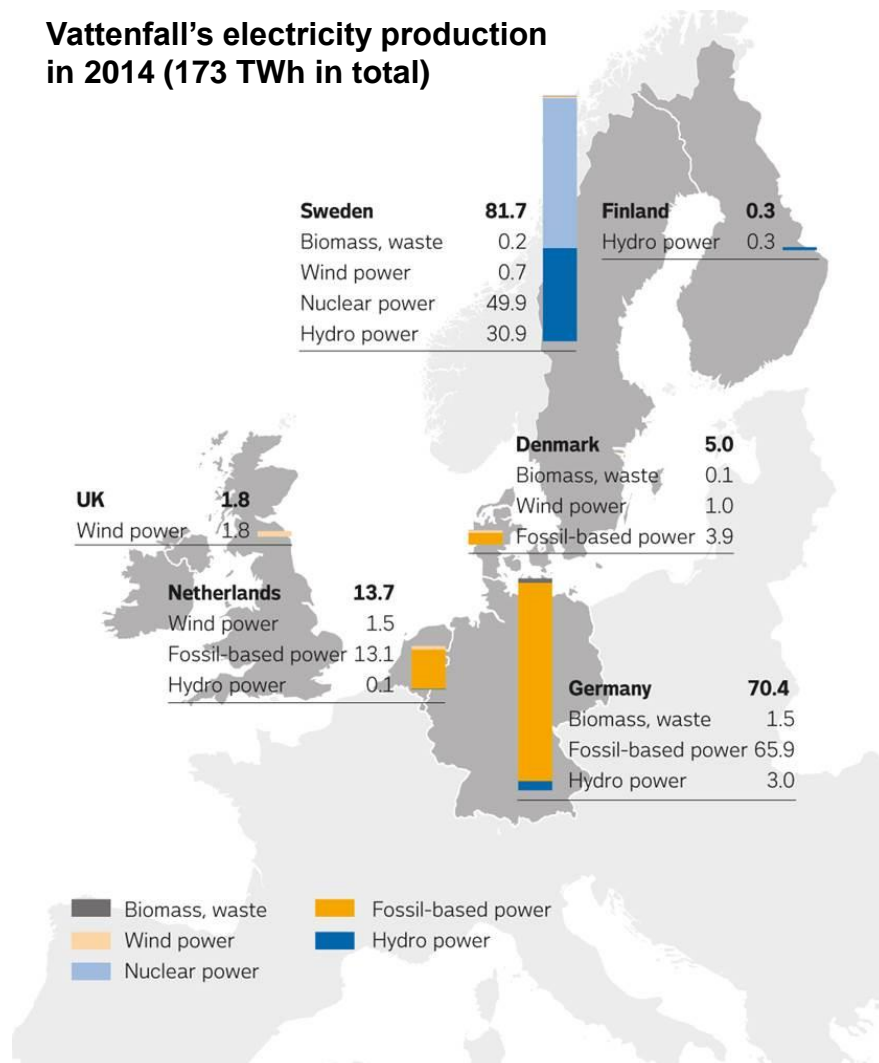 Vattenfall’s electricity production
in 2014 (173 TWh in total)
Sweden 81.7
Biomass, waste 0.2
Wind power 0.7
Nuclear power 49.9
Hydro power 30.9
Finland 0.3
Hydro power 0.3
Denmark 5.0
Biomass, waste 0.1
Wind power 1.0
Fossil-based power 3.9
UK 1.8
Wind power 1.8
Netherlands 13.7
Wind power 1.5
Fossil-based power 13.1
Hydro power 0.1
Germany 70.4
Biomass, waste 1.5
Fossil-based power 65.9
Hydro power 3.0
Biomass, waste
Wind power
Nuclear power
Fossil-based power
Hydro power